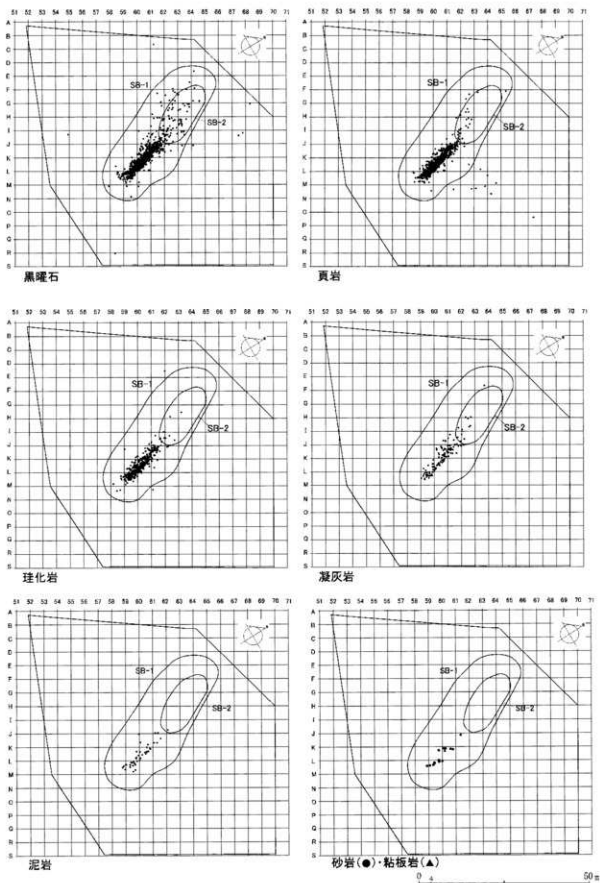 51 52 53 54 55 56 57 58 59 60 61 62 63 64 65 66 67 68 69 70 71
A
B
C
D
E
F
G
H
I
J
K
L
M
N
O
P
Q
R
S
SB-1
SB-2
黒曜石
51 52 53 54 55 56 57 58 59 60 61 62 63 64 65 66 67 68 69 70 71
A
B
C
D
E
F
G
H
I
J
K
L
M
N
O
P
Q
R
S
SB-1
SB-2
頁岩
51 52 53 54 55 56 57 58 59 60 61 62 63 64 65 66 67 68 69 70 71
A
B
C
D
E
F
G
H
I
J
K
L
M
N
O
P
Q
R
S
SB-1
SB-2
珪化岩
51 52 53 54 55 56 57 58 59 60 61 62 63 64 65 66 67 68 69 70 71
A
B
C
D
E
F
G
H
I
J
K
L
M
N
O
P
Q
R
S
SB-1
SB-2
凝灰岩
51 52 53 54 55 56 57 58 59 60 61 62 63 64 65 66 67 68 69 70 71
A
B
C
D
E
F
G
H
I
J
K
L
M
N
O
P
Q
R
S
SB-1
SB-2
泥岩
51 52 53 54 55 56 57 58 59 60 61 62 63 64 65 66 67 68 69 70 71
A
B
C
D
E
F
G
H
I
J
K
L
M
N
O
P
Q
R
S
SB-1
SB-2
砂岩(●)・粘板岩(▲)
0 4 50m